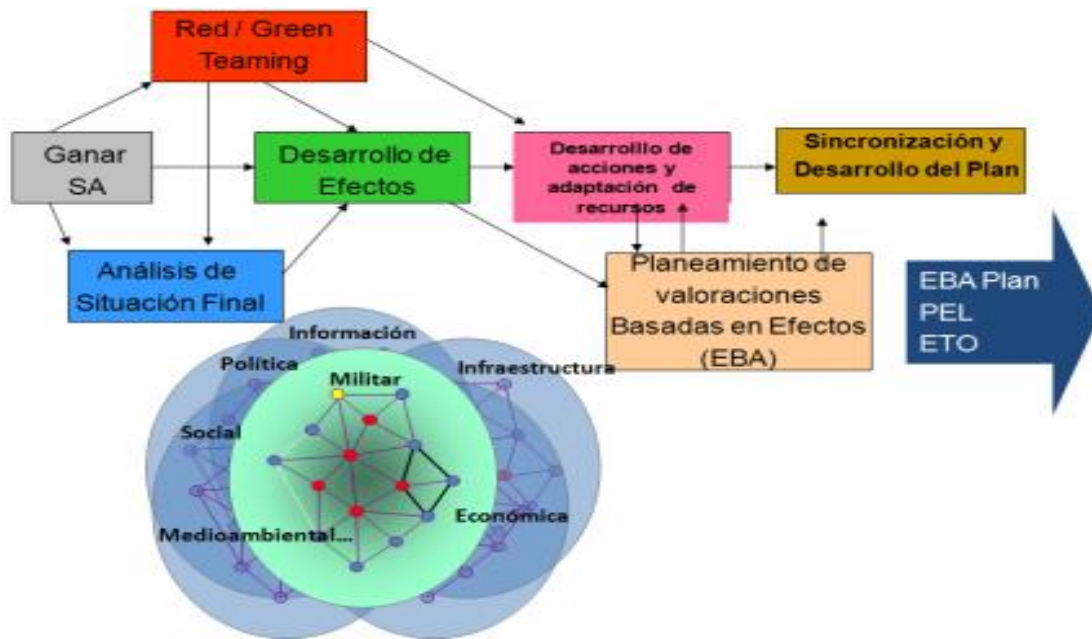 Red / Green
Teaming
Ganar
SA
Desarrollo de
Efectos
Desarrolllo de
acciones y
adaptación de
recursos
Sincronización y
Desarrollo del Plan
Análisis de
Situación Final
Planeamiento de
valoraciones
Basadas en Efectos
(EBA)
EBA Plan
PEL
ETO
Información
Política
Militar
Infraestructura
Social
Económica
Medioambiental...